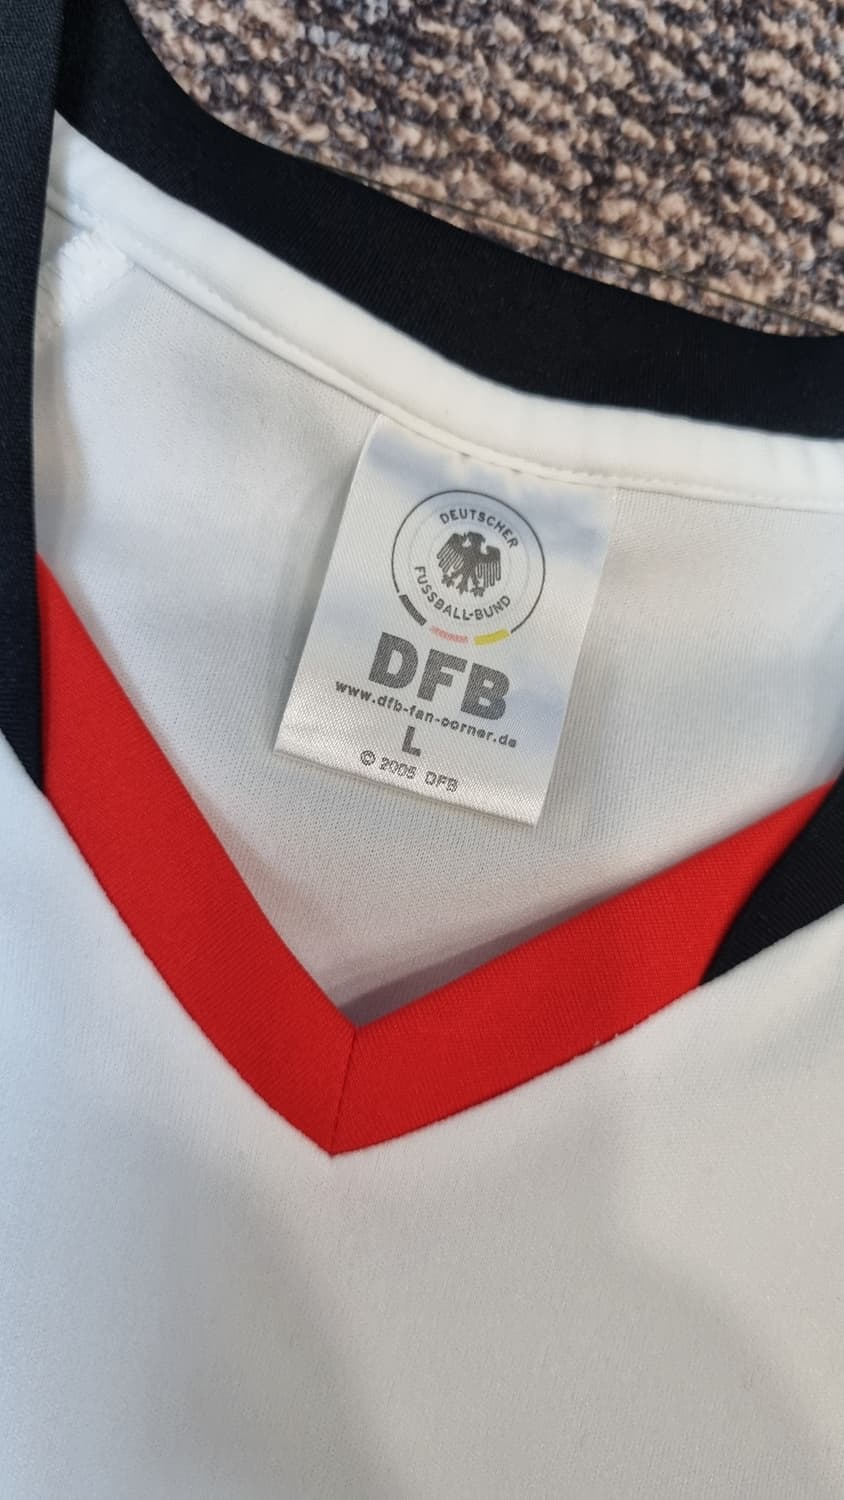 DEUTSCHER
FUSSBALL-BUND
DFB
www.dfb-fan-corner.de
L
© 2005 DFB